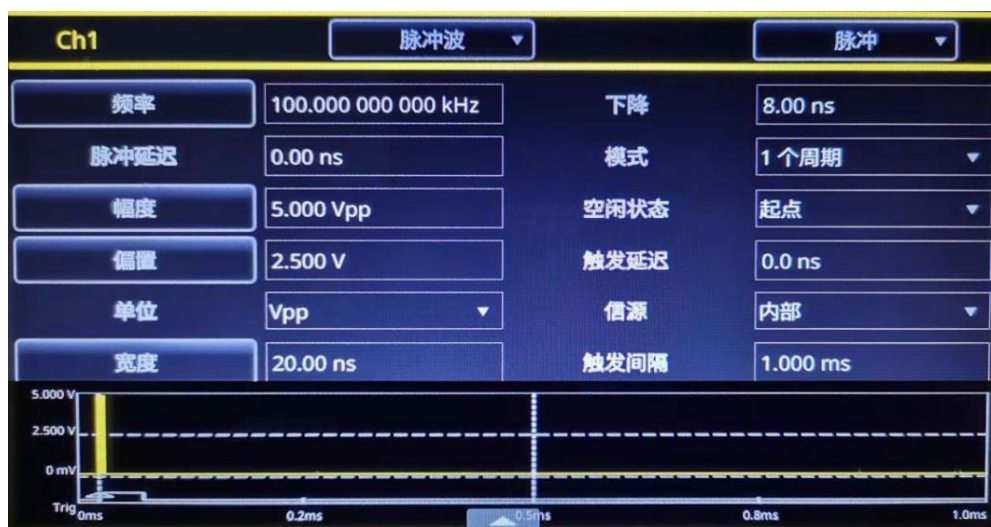 Ch1 脉冲波 脉冲
频率 100.000 000 000 kHz 下降 8.00 ns
脉冲延迟 0.00 ns 模式 1 个周期
幅度 5.000 Vpp 空闲状态 起点
偏置 2.500 V 触发延迟 0.0 ns
单位 Vpp 信源 内部
宽度 20.00 ns 触发间隔 1.000 ms
5.000 V
2.500 V
0 mV
Trig
0ms 0.2ms 0.5ms 0.8ms 1.0ms